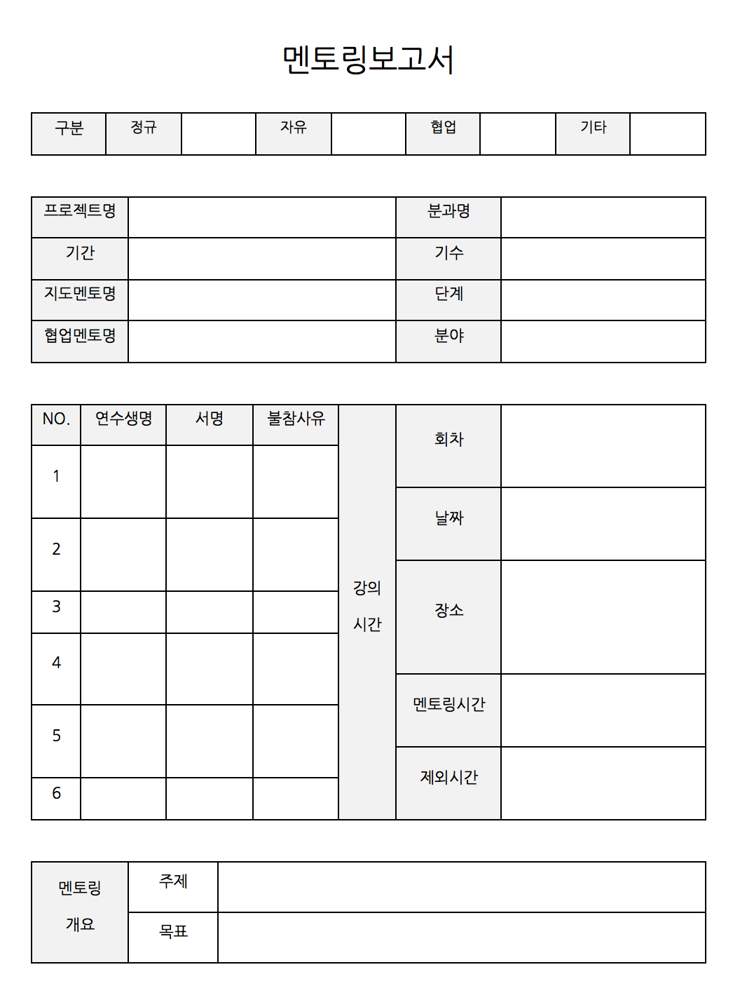 멘토링보고서
구분 정규 자유 협업 기타
프로젝트명 분과명
기간 기수
지도멘토명 단계
협업멘토명 분야
NO. 연수생명 서명 불참사유
1
2
3
4
5
6
강의
시간
회차
날짜
장소
멘토링시간
제외시간
멘토링
개요
주제
목표